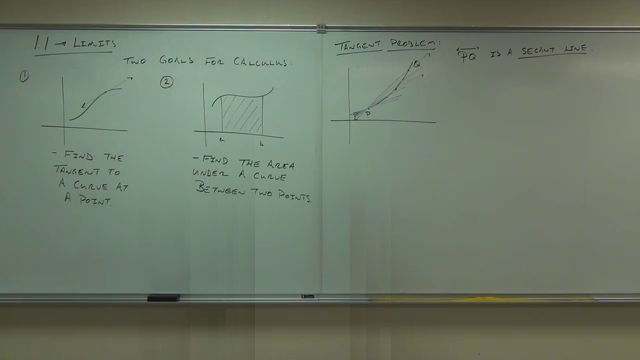 1.1 → LIMITS
TWO GOALS FOR CALCULUS:
①
②
a b
- FIND THE
TANGENT TO
A CURVE AT
A POINT.
- FIND THE AREA
UNDER A CURVE
BETWEEN TWO POINTS
TANGENT PROBLEM:
Q
P
PQ IS A SECANT LINE.